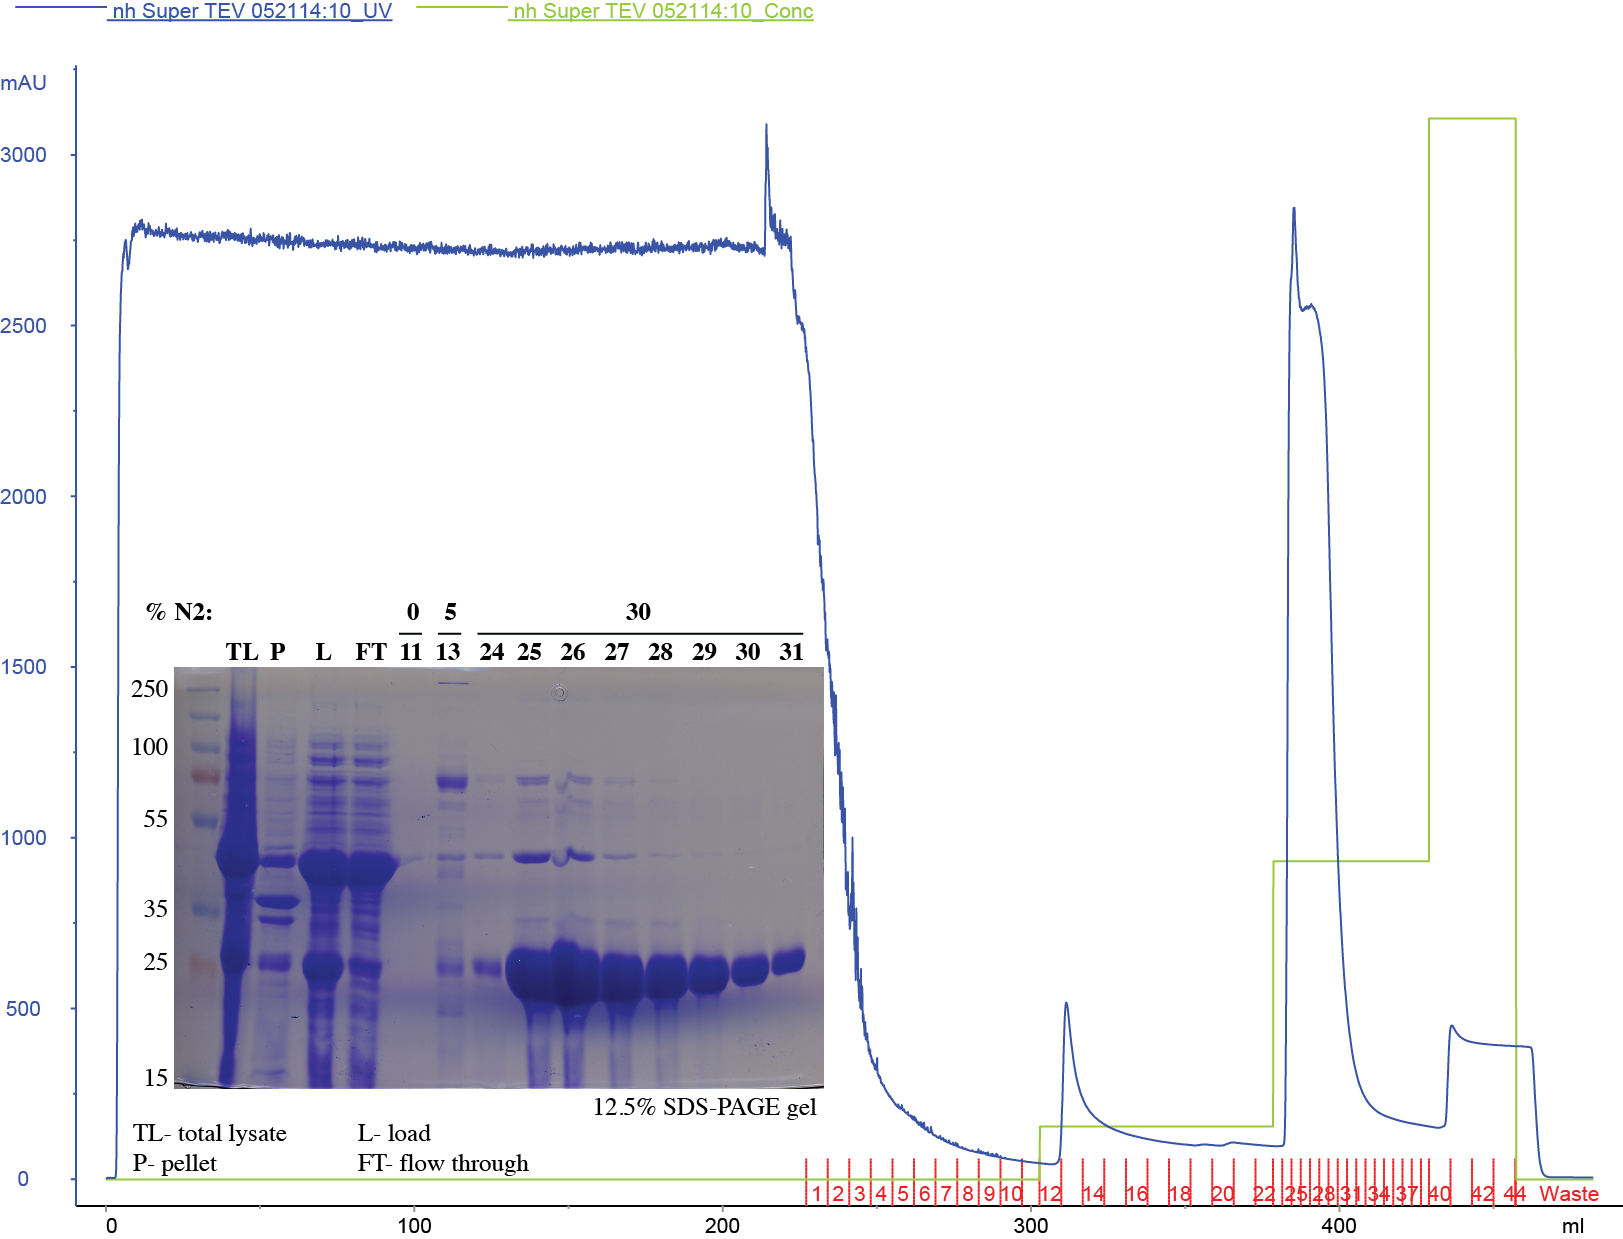 nh Super TEV 052114:10_UV nh Super TEV 052114:10_Conc
mAU
3000
2500
2000
1500
1000
500
0
% N2: 0 5 30
TL P L FT 11 13 24 25 26 27 28 29 30 31
250
100
55
35
25
15
12.5% SDS-PAGE gel
TL- total lysate L- load
P- pellet FT- flow through
1 2 3 4 5 6 7 8 9 10 12 14 16 18 20 22 25 28 31 34 37 40 42 44 Waste
0 100 200 300 400 ml